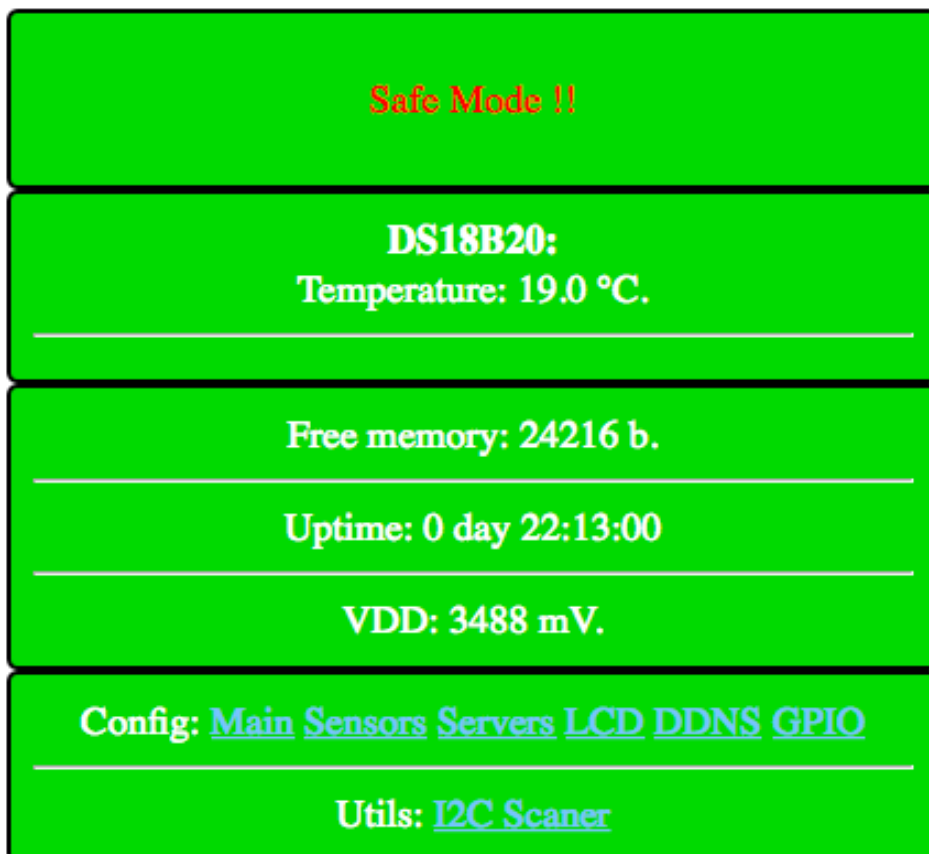 Safe Mode !!
DS18B20:
Temperature: 19.0 °C.
Free memory: 24216 b.
Uptime: 0 day 22:13:00
VDD: 3488 mV.
Config: Main Sensors Servers LCD DDNS GPIO
Utils: I2C Scaner